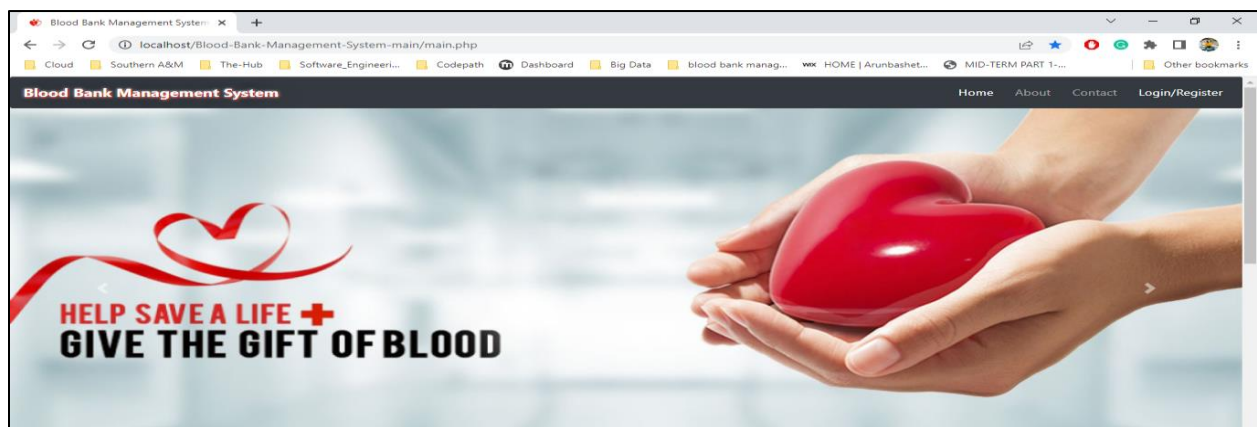 Blood Bank Management System
localhost/Blood-Bank-Management-System-main/main.php
Cloud Southern A&M The-Hub Software_Engineeri... Codepath Dashboard Big Data blood bank manag... WIX HOME | Arunbashet... MID-TERM PART 1-... Other bookmarks
Blood Bank Management System Home About Contact Login/Register
HELP SAVE A LIFE
GIVE THE GIFT OF BLOOD